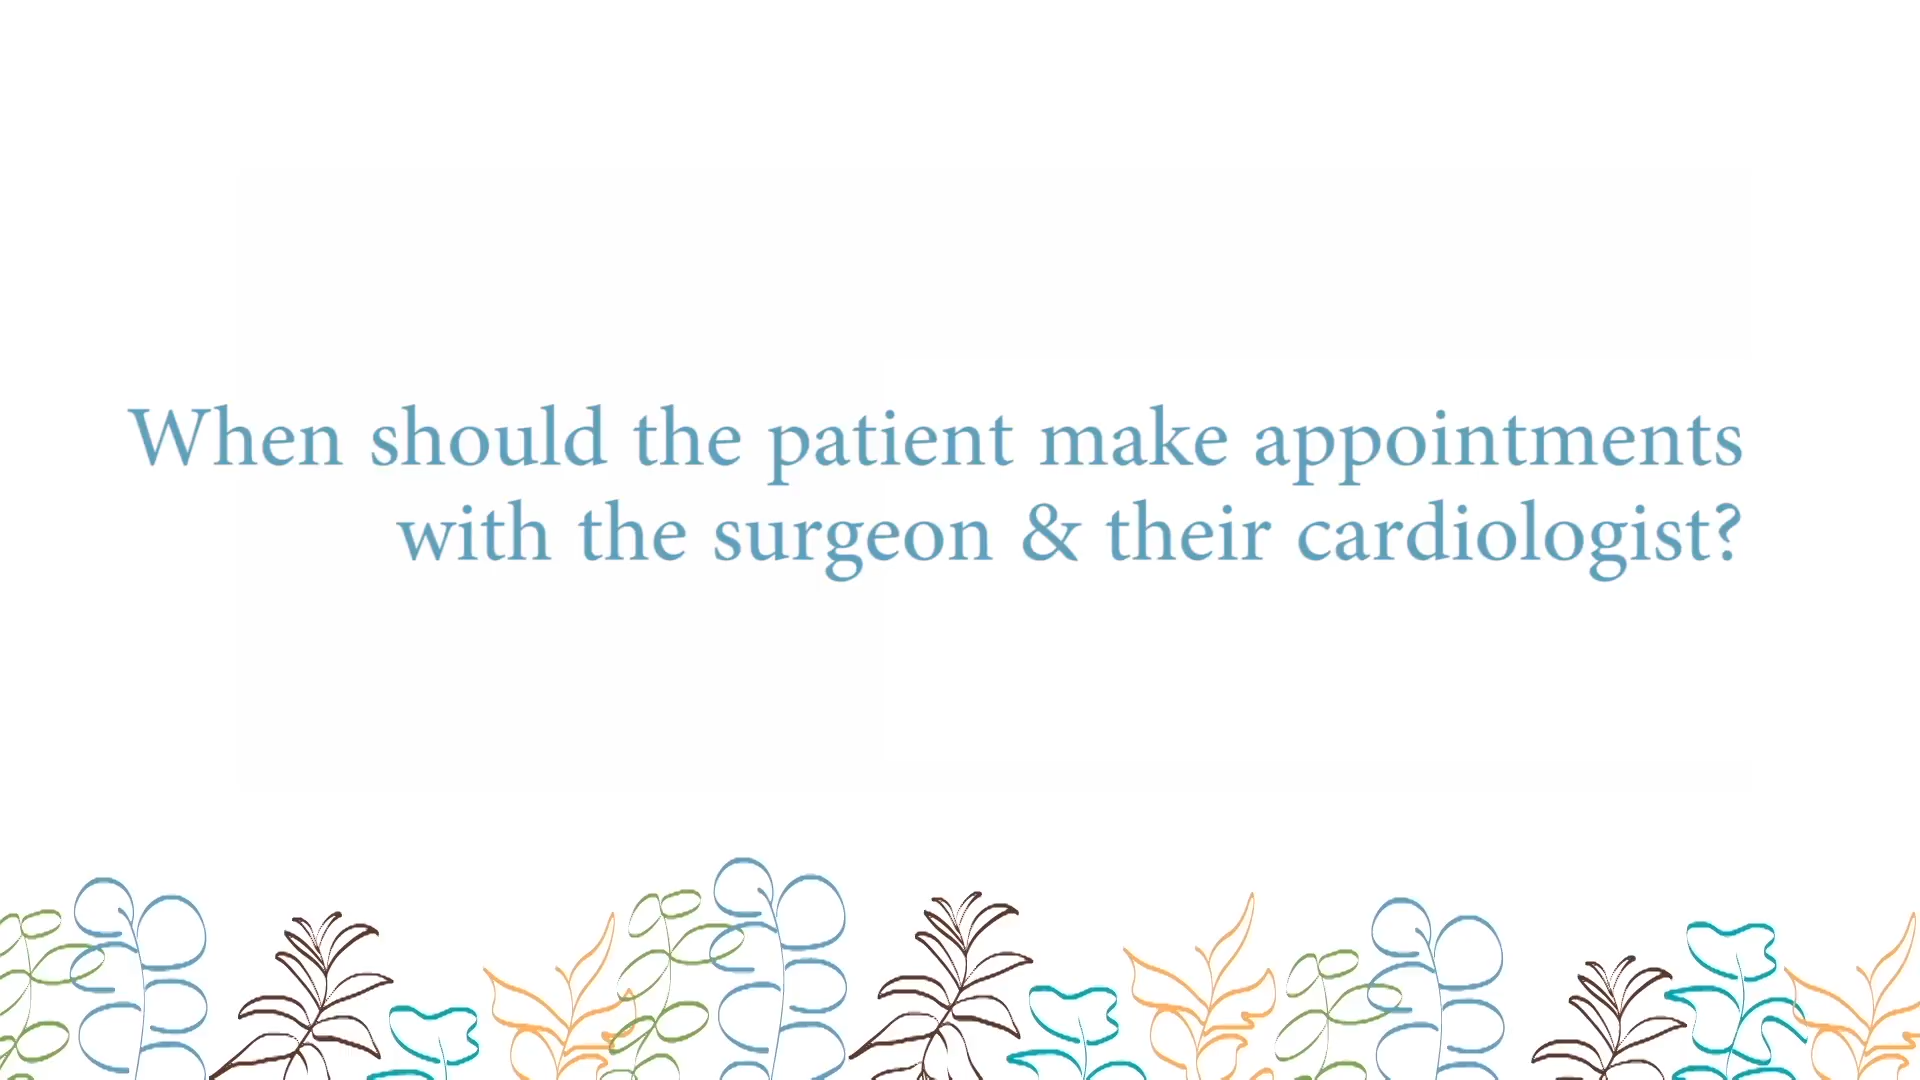 When should the patient make appointments
with the surgeon & their cardiologist?